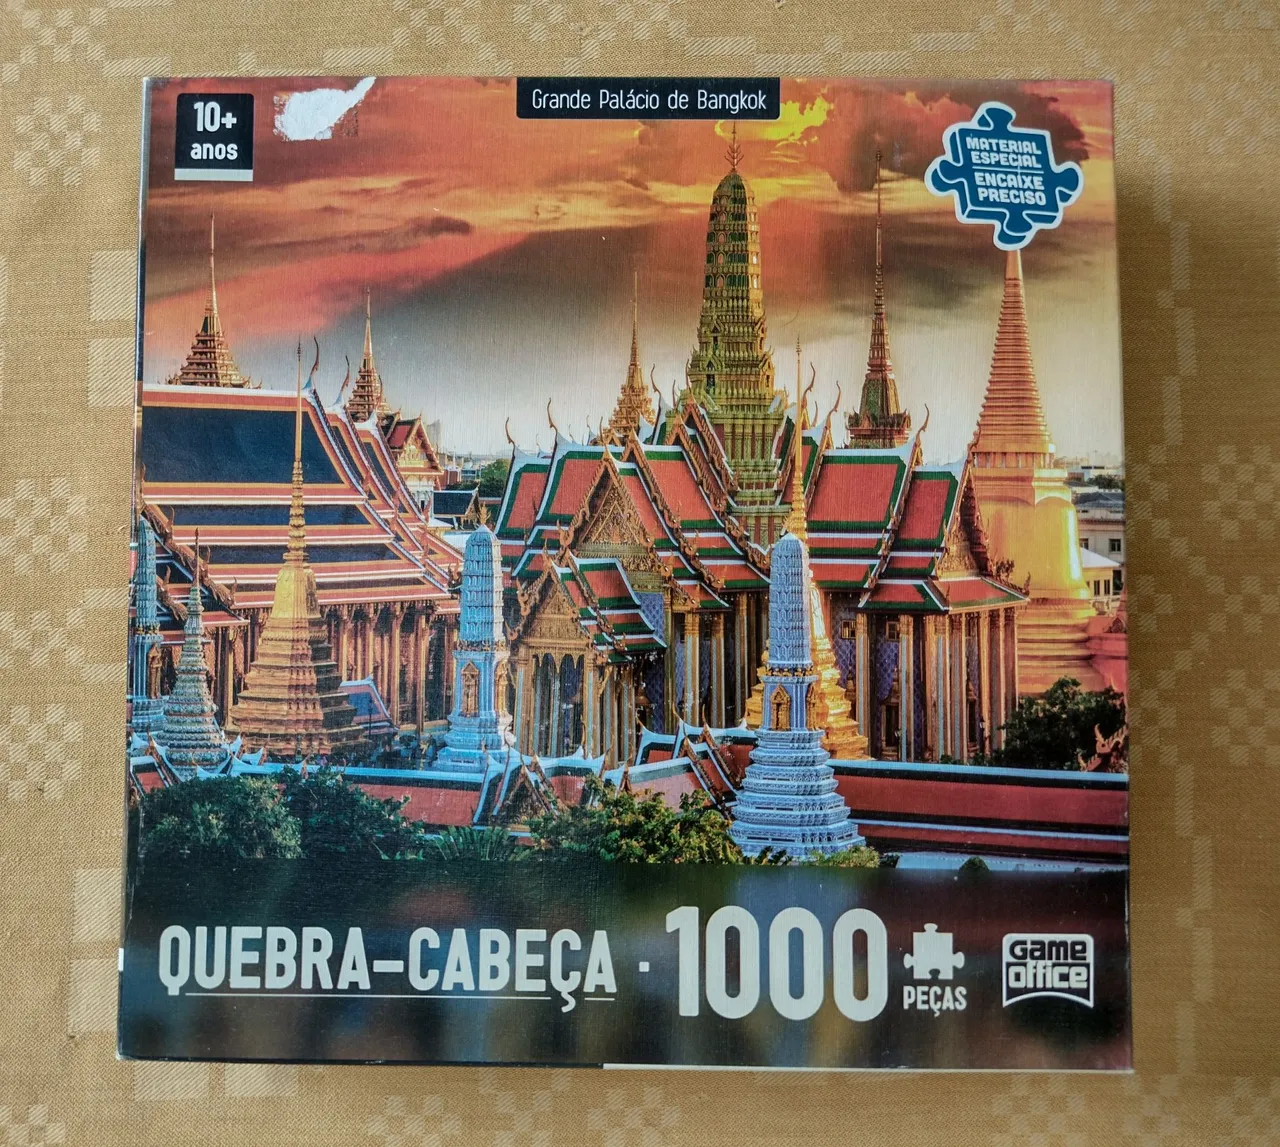 10+
anos
Grande Palácio de Bangkok
MATERIAL
ESPECIAL
ENCAIXE
PRECISO
QUEBRA-CABEÇA · 1000
PEÇAS
GAME
OFFICE